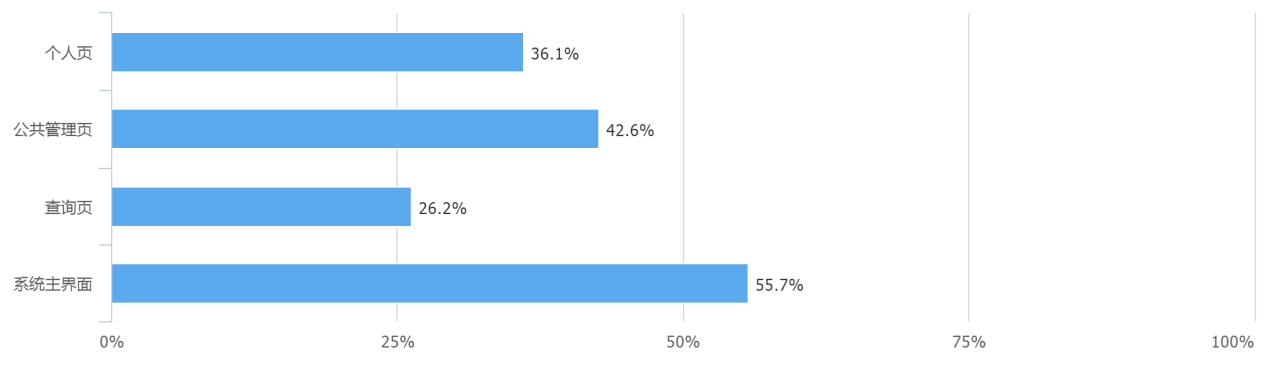 个人页 36.1%
公共管理页 42.6%
查询页 26.2%
系统主界面 55.7%
0% 25% 50% 75% 100%